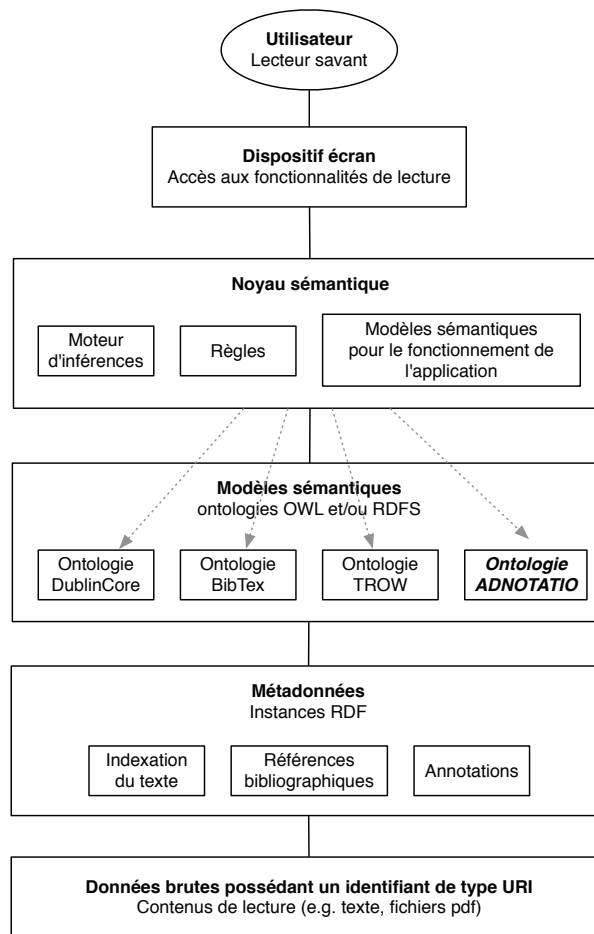 Utilisateur
Lecteur savant
Dispositif écran
Accès aux fonctionnalités de lecture
Noyau sémantique
Moteur
d'inférences
Règles
Modèles sémantiques
pour le fonctionnement de
l'application
Modèles sémantiques
ontologies OWL et/ou RDFS
Ontologie
DublinCore
Ontologie
BibTex
Ontologie
TROW
Ontologie
ADNOTATIO
Métadonnées
Instances RDF
Indexation
du texte
Références
bibliographiques
Annotations
Données brutes possédant un identifiant de type URI
Contenus de lecture (e.g. texte, fichiers pdf)